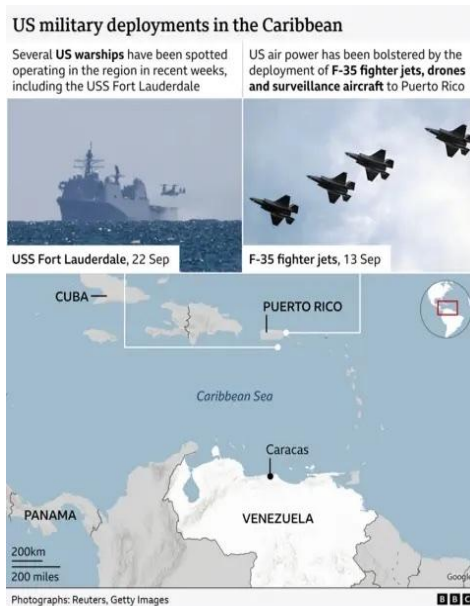 US military deployments in the Caribbean
Several US warships have been spotted
operating in the region in recent weeks,
including the USS Fort Lauderdale
US air power has been bolstered by the
deployment of F-35 fighter jets, drones
and surveillance aircraft to Puerto Rico
USS Fort Lauderdale, 22 Sep
F-35 fighter jets, 13 Sep
CUBA
PUERTO RICO
Caribbean Sea
Caracas
PANAMA
VENEZUELA
200km
200 miles
Google
Photographs: Reuters, Getty Images
BBC